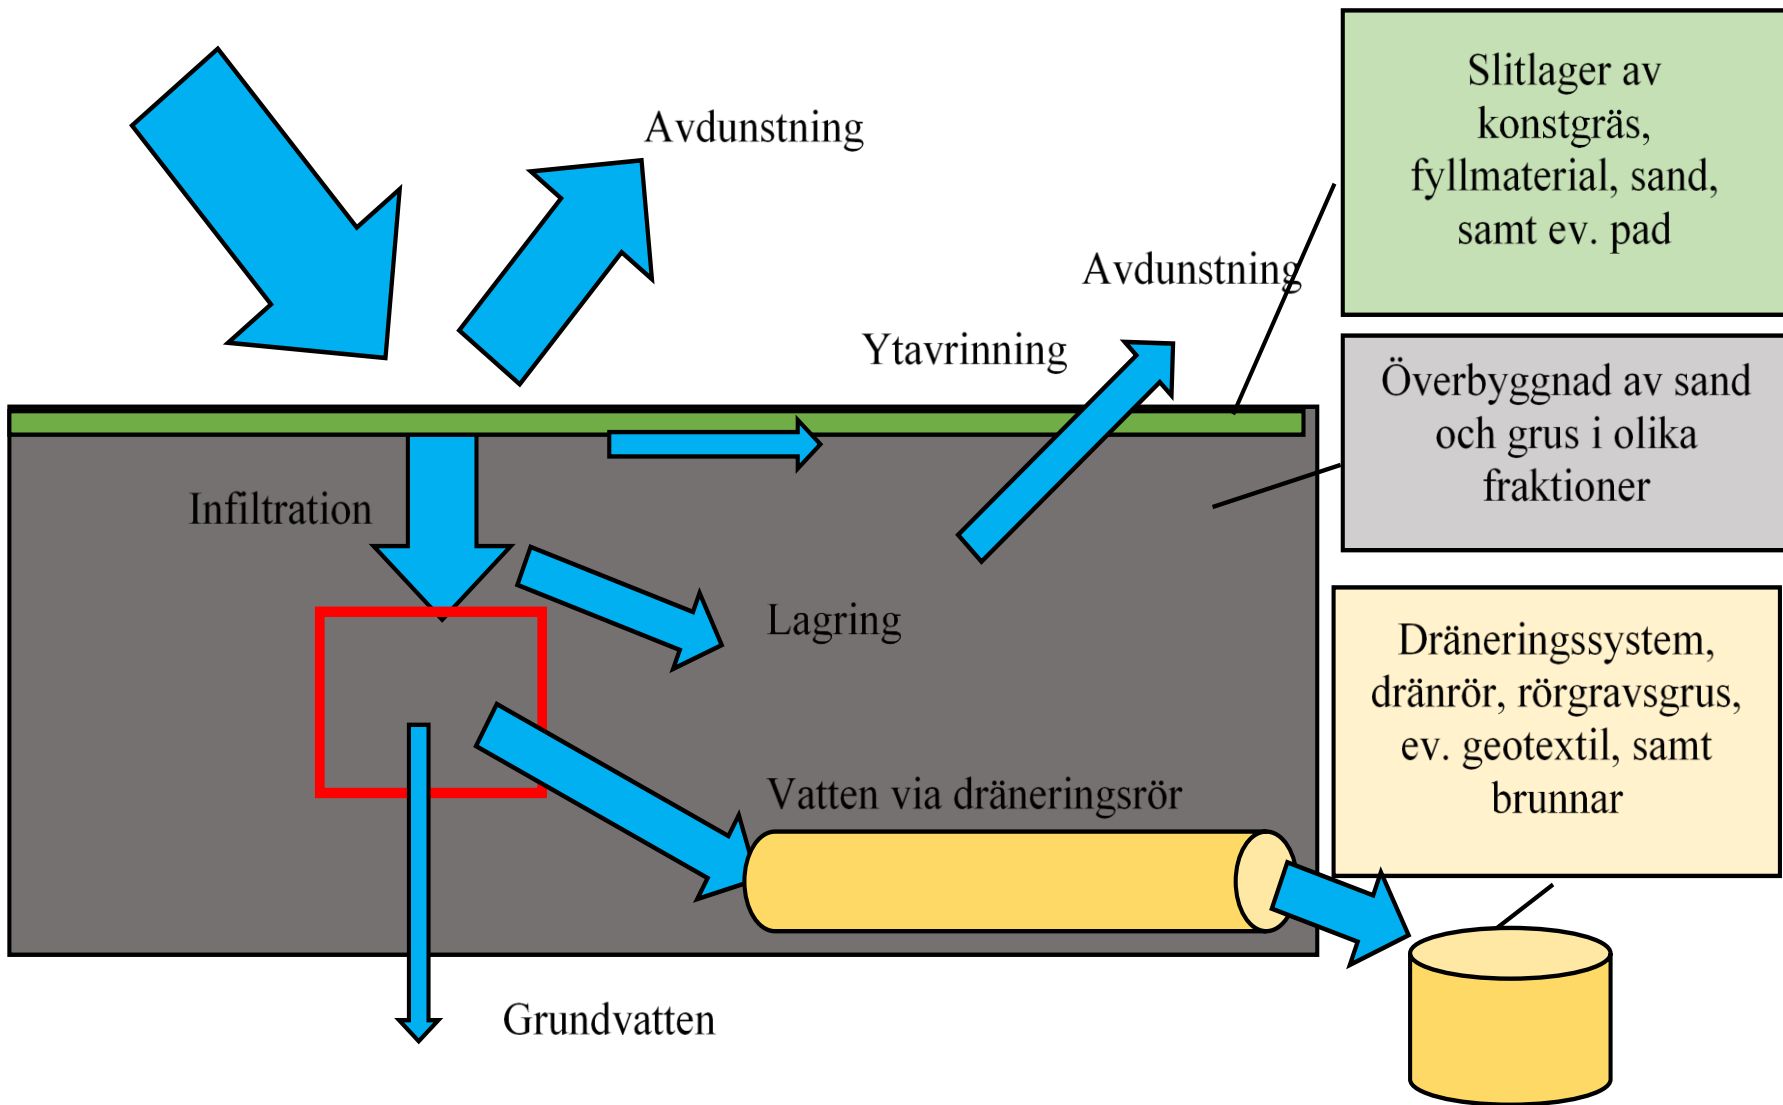 Avdunstning
Avdunstning
Ytavrinning
Infiltration
Lagring
Vatten via dräneringsrör
Grundvatten
Slitlager av
konstgräs,
fyllmaterial, sand,
samt ev. pad
Överbyggnad av sand
och grus i olika
fraktioner
Dräneringssystem,
dränrör, rörgravsgrus,
ev. geotextil, samt
brunnar